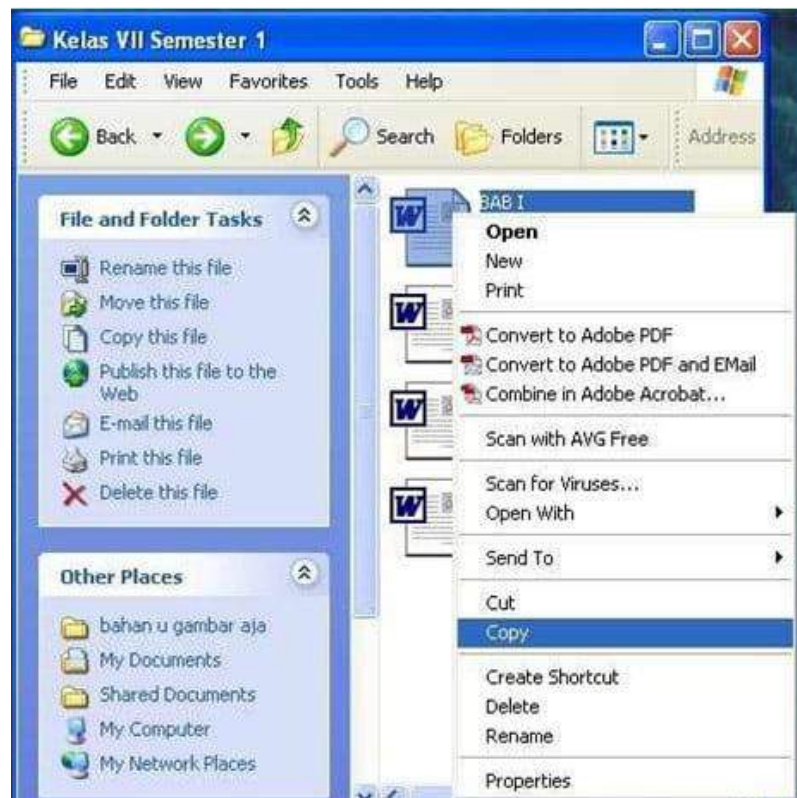 Kelas VII Semester 1
File Edit View Favorites Tools Help
Back Search Folders Address
File and Folder Tasks
Rename this file
Move this file
Copy this file
Publish this file to the
Web
E-mail this file
Print this file
Delete this file
Other Places
bahan u gambar aja
My Documents
Shared Documents
My Computer
My Network Places
BAB I
Open
New
Print
Convert to Adobe PDF
Convert to Adobe PDF and EMail
Combine in Adobe Acrobat...
Scan with AVG Free
Scan for Viruses...
Open With
Send To
Cut
Copy
Create Shortcut
Delete
Rename
Properties